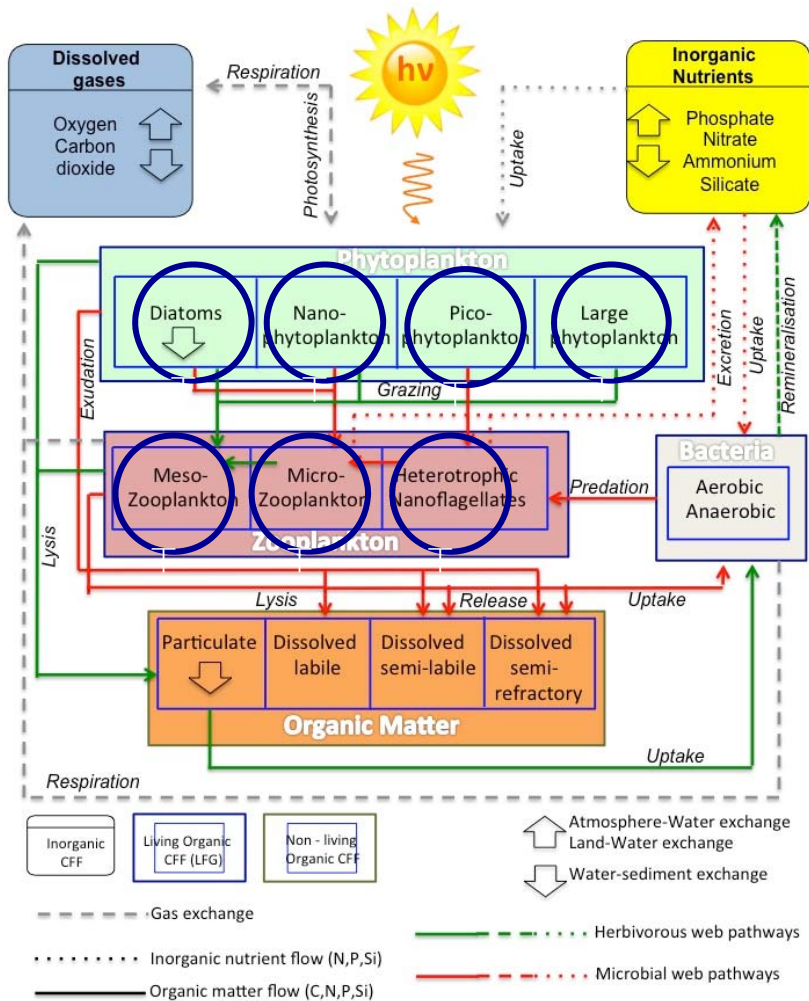 Dissolved
gases
Oxygen
Carbon
dioxide
Respiration
Photosynthesis
hν
Uptake
Inorganic
Nutrients
Phosphate
Nitrate
Ammonium
Silicate
Phytoplankton
Diatoms
Nano-
phytoplankton
Pico-
phytoplankton
Large
phytoplankton
Exudation
Grazing
Excretion
Uptake
Remineralisation
Meso-
Zooplankton
Micro-
Zooplankton
Heterotrophic
Nanoflagellates
Zooplankton
Predation
Bacteria
Aerobic
Anaerobic
Lysis
Lysis
Release
Uptake
Particulate
Dissolved
labile
Dissolved
semi-labile
Dissolved
semi-
refractory
Organic Matter
Uptake
Respiration
Inorganic
CFF
Living Organic
CFF (LFG)
Non - living
Organic CFF
Atmosphere-Water exchange
Land-Water exchange
Water-sediment exchange
Gas exchange
Inorganic nutrient flow (N,P,Si)
Organic matter flow (C,N,P,Si)
Herbivorous web pathways
Microbial web pathways